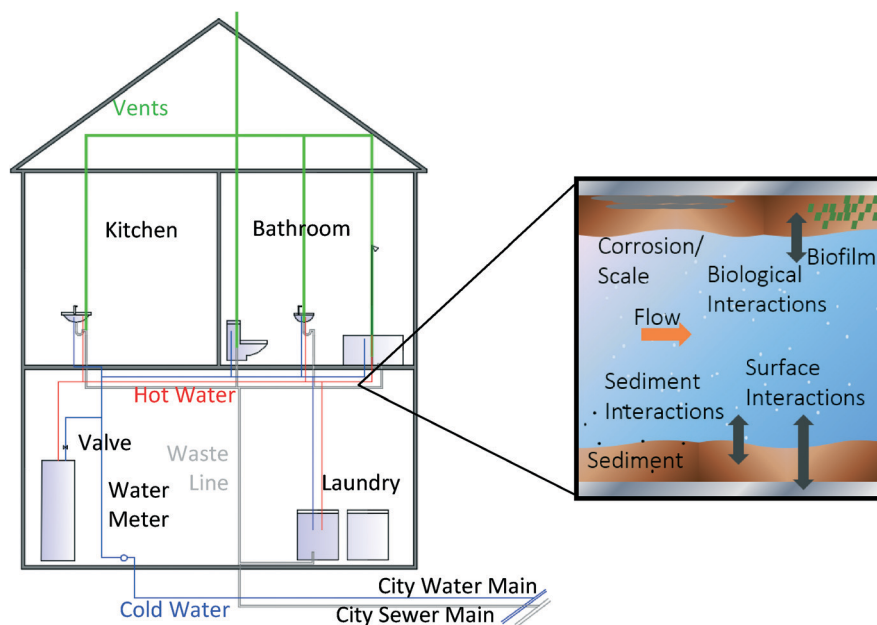 Vents
Kitchen
Bathroom
Hot Water
Valve
Waste
Line
Water
Meter
Laundry
Cold Water
City Water Main
City Sewer Main
Corrosion/
Scale
Biofilm
Biological
Interactions
Flow
Sediment
Interactions
Surface
Interactions
Sediment